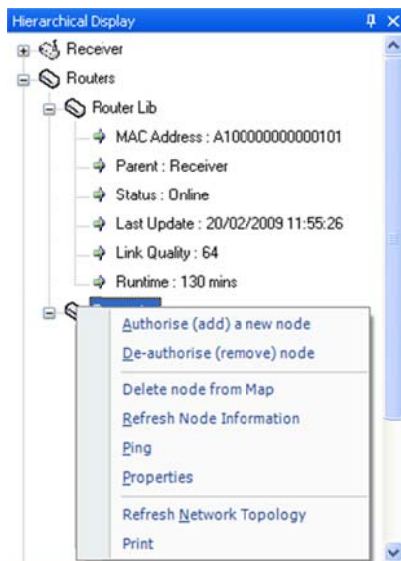 Hierarchical Display
Receiver
Routers
Router Lib
MAC Address : A100000000000101
Parent : Receiver
Status : Online
Last Update : 20/02/2009 11:55:26
Link Quality : 64
Runtime : 130 mins
Authorise (add) a new node
De-authorise (remove) node
Delete node from Map
Refresh Node Information
Ping
Properties
Refresh Network Topology
Print